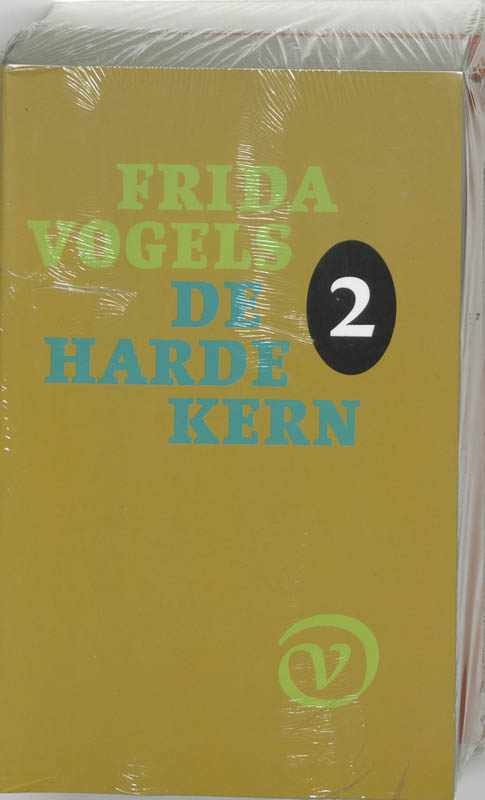 FRIDA
VOGELS
DE
2
HARDE
KERN
V